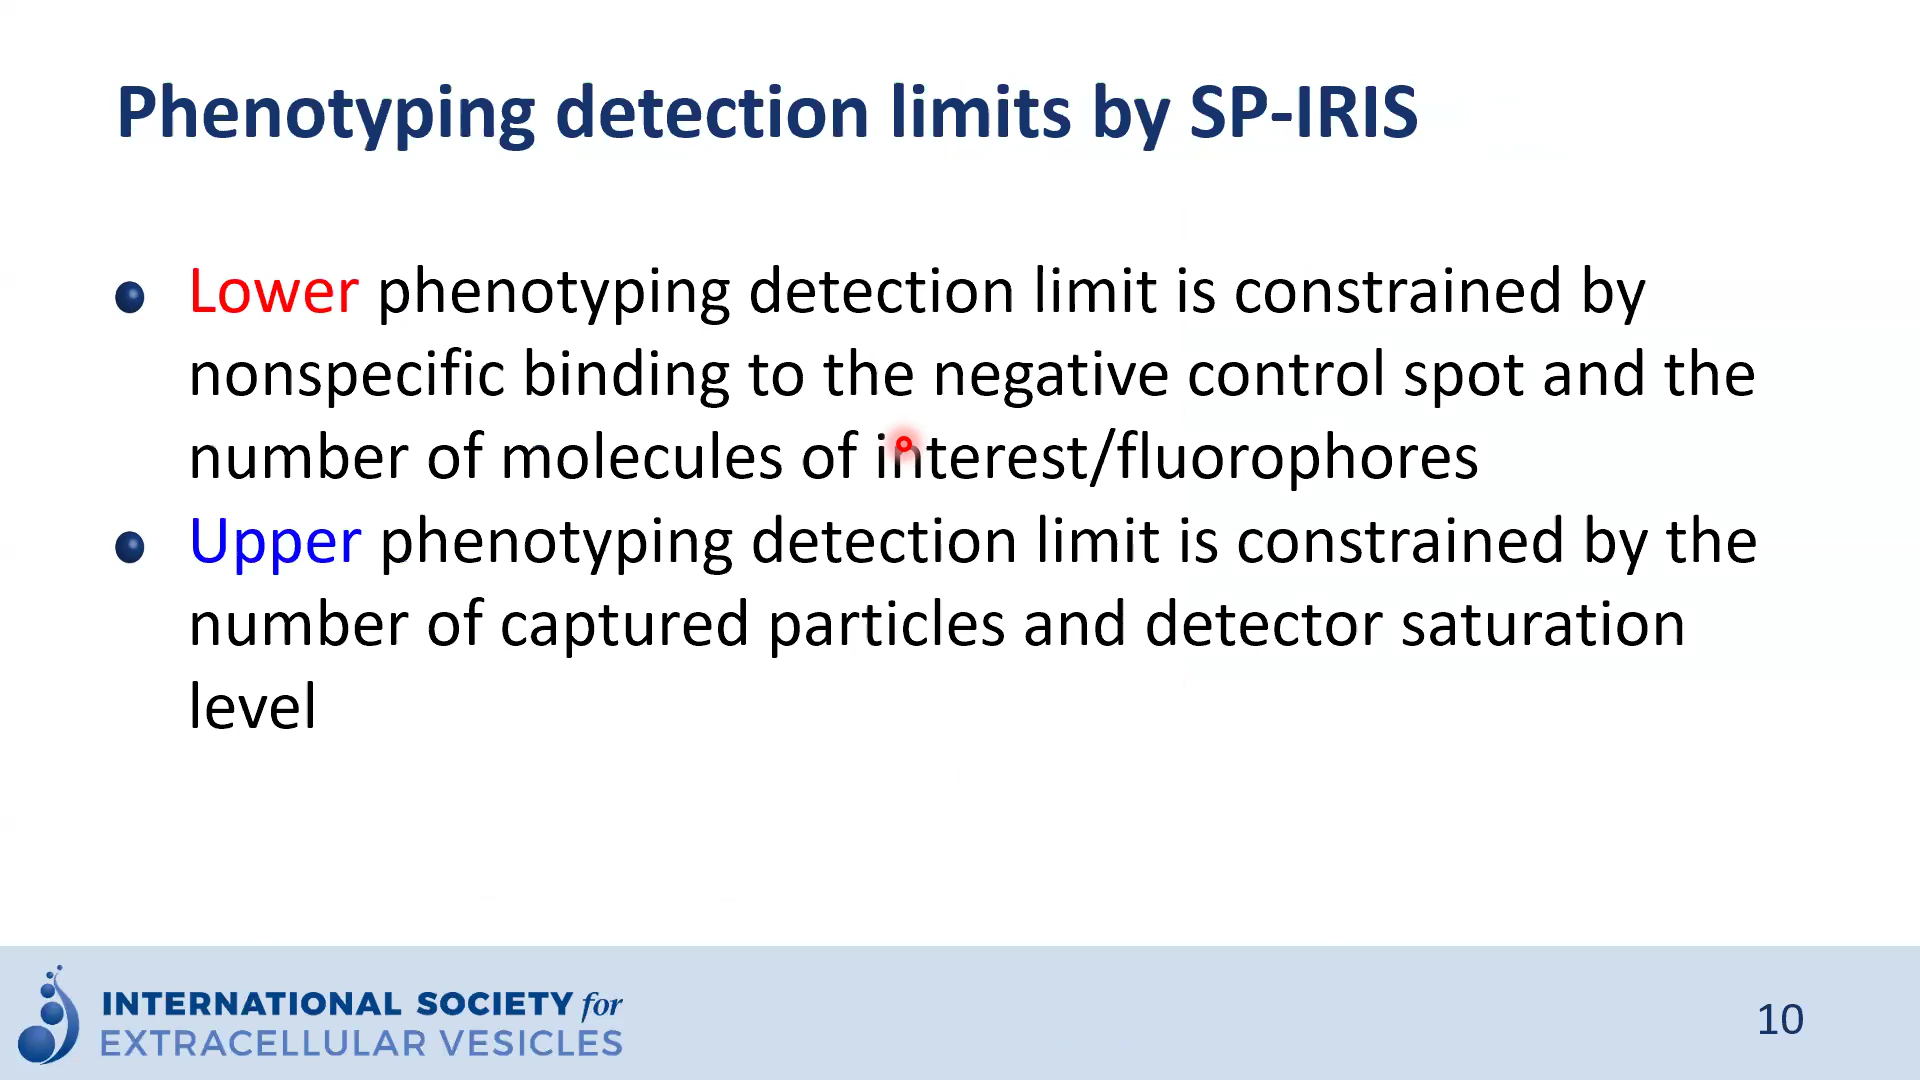 Phenotyping detection limits by SP-IRIS
Lower phenotyping detection limit is constrained by
nonspecific binding to the negative control spot and the
number of molecules of interest/fluorophores
Upper phenotyping detection limit is constrained by the
number of captured particles and detector saturation
level
INTERNATIONAL SOCIETY for
EXTRACELLULAR VESICLES
10